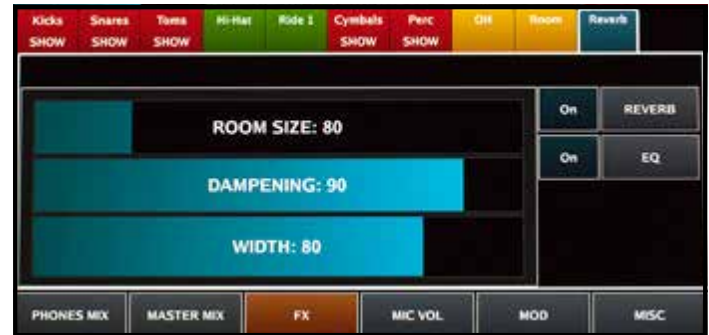 Kicks Snares Toms Hi-Hat Ride 1 Cymbals Perc OH Room Reverb
SHOW SHOW SHOW SHOW SHOW
ROOM SIZE: 80
On REVERB
DAMPENING: 90
On EQ
WIDTH: 80
PHONES MIX MASTER MIX FX MIC VOL MOD MISC